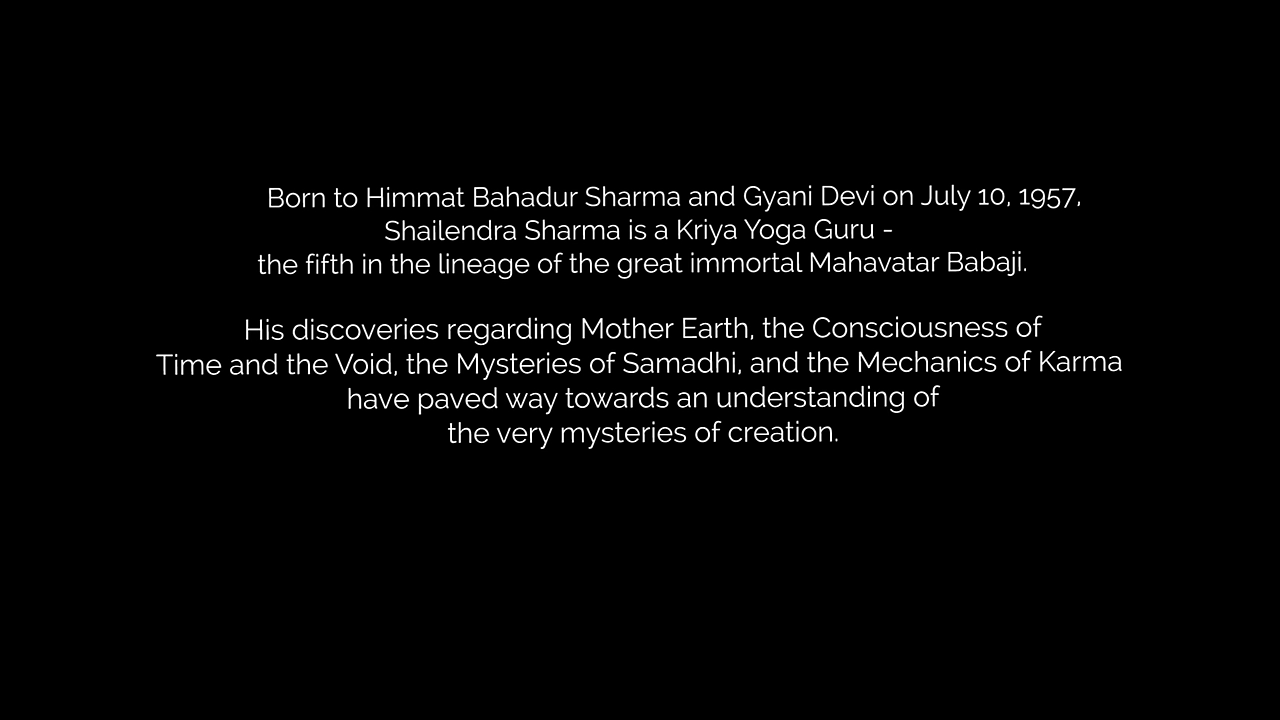 Born to Himmat Bahadur Sharma and Gyani Devi on July 10, 1957,
Shailendra Sharma is a Kriya Yoga Guru -
the fifth in the lineage of the great immortal Mahavatar Babaji.
His discoveries regarding Mother Earth, the Consciousness of
Time and the Void, the Mysteries of Samadhi, and the Mechanics of Karma
have paved way towards an understanding of
the very mysteries of creation.